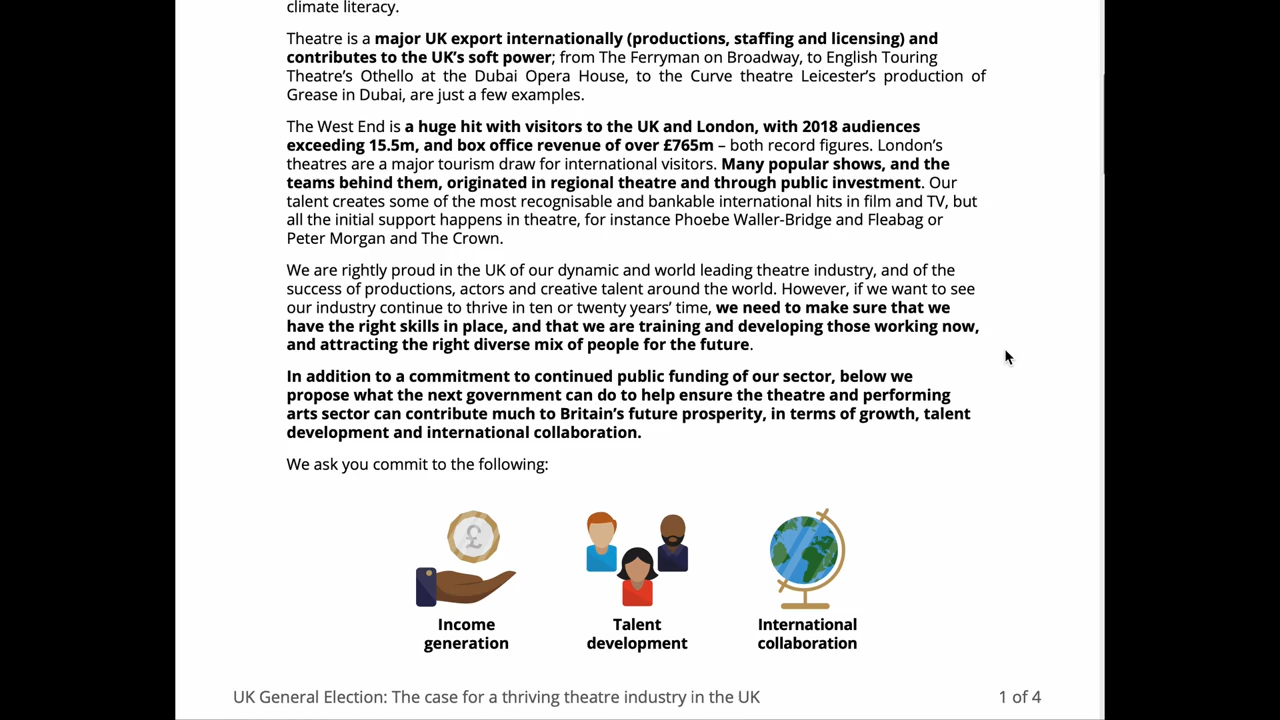 climate literacy.
Theatre is a major UK export internationally (productions, staffing and licensing) and
contributes to the UK's soft power; from The Ferryman on Broadway, to English Touring
Theatre's Othello at the Dubai Opera House, to the Curve theatre Leicester's production of
Grease in Dubai, are just a few examples.
The West End is a huge hit with visitors to the UK and London, with 2018 audiences
exceeding 15.5m, and box office revenue of over £765m – both record figures. London's
theatres are a major tourism draw for international visitors. Many popular shows, and the
teams behind them, originated in regional theatre and through public investment. Our
talent creates some of the most recognisable and bankable international hits in film and TV, but
all the initial support happens in theatre, for instance Phoebe Waller-Bridge and Fleabag or
Peter Morgan and The Crown.
We are rightly proud in the UK of our dynamic and world leading theatre industry, and of the
success of productions, actors and creative talent around the world. However, if we want to see
our industry continue to thrive in ten or twenty years' time, we need to make sure that we
have the right skills in place, and that we are training and developing those working now,
and attracting the right diverse mix of people for the future.
In addition to a commitment to continued public funding of our sector, below we
propose what the next government can do to help ensure the theatre and performing
arts sector can contribute much to Britain's future prosperity, in terms of growth, talent
development and international collaboration.
We ask you commit to the following:
£
Income
generation
Talent
development
International
collaboration
UK General Election: The case for a thriving theatre industry in the UK
1 of 4